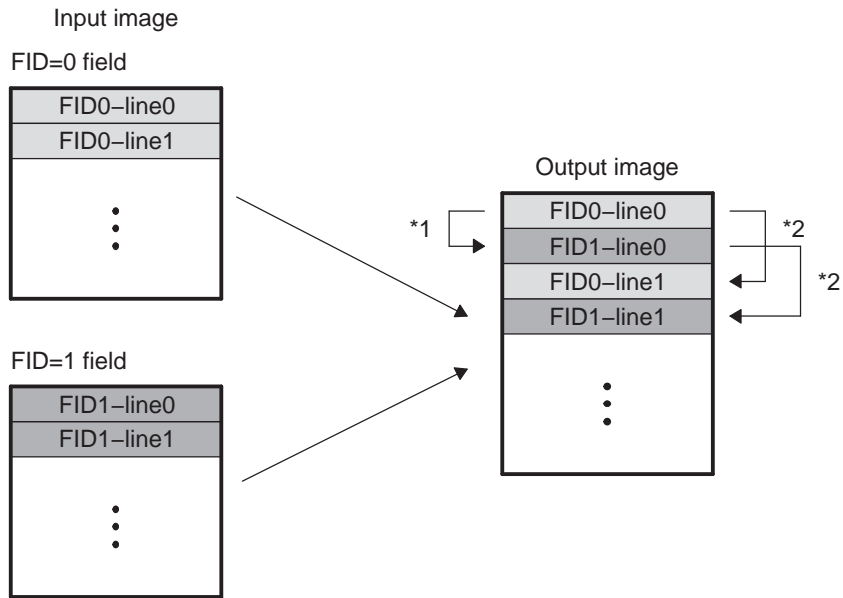 Input image
FID=0 field
FID0−line0
FID0−line1
FID=1 field
FID1−line0
FID1−line1
Output image
FID0−line0
FID1−line0
FID0−line1
FID1−line1
*1
*2
*2